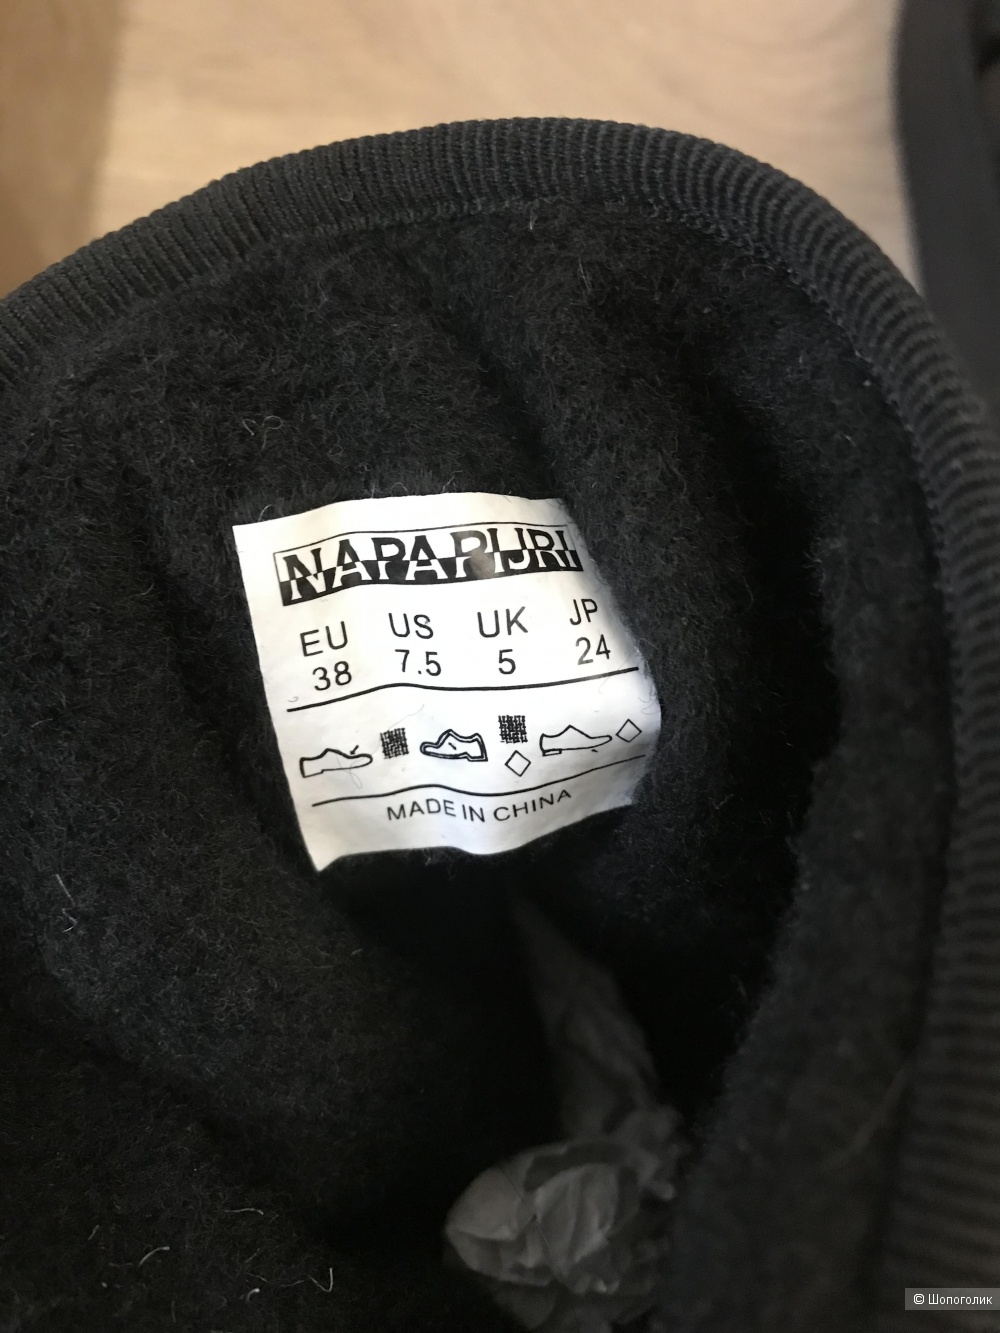 NAPAPIJRI
EU US UK JP
38 7.5 5 24
MADE IN CHINA
© Шопоголик